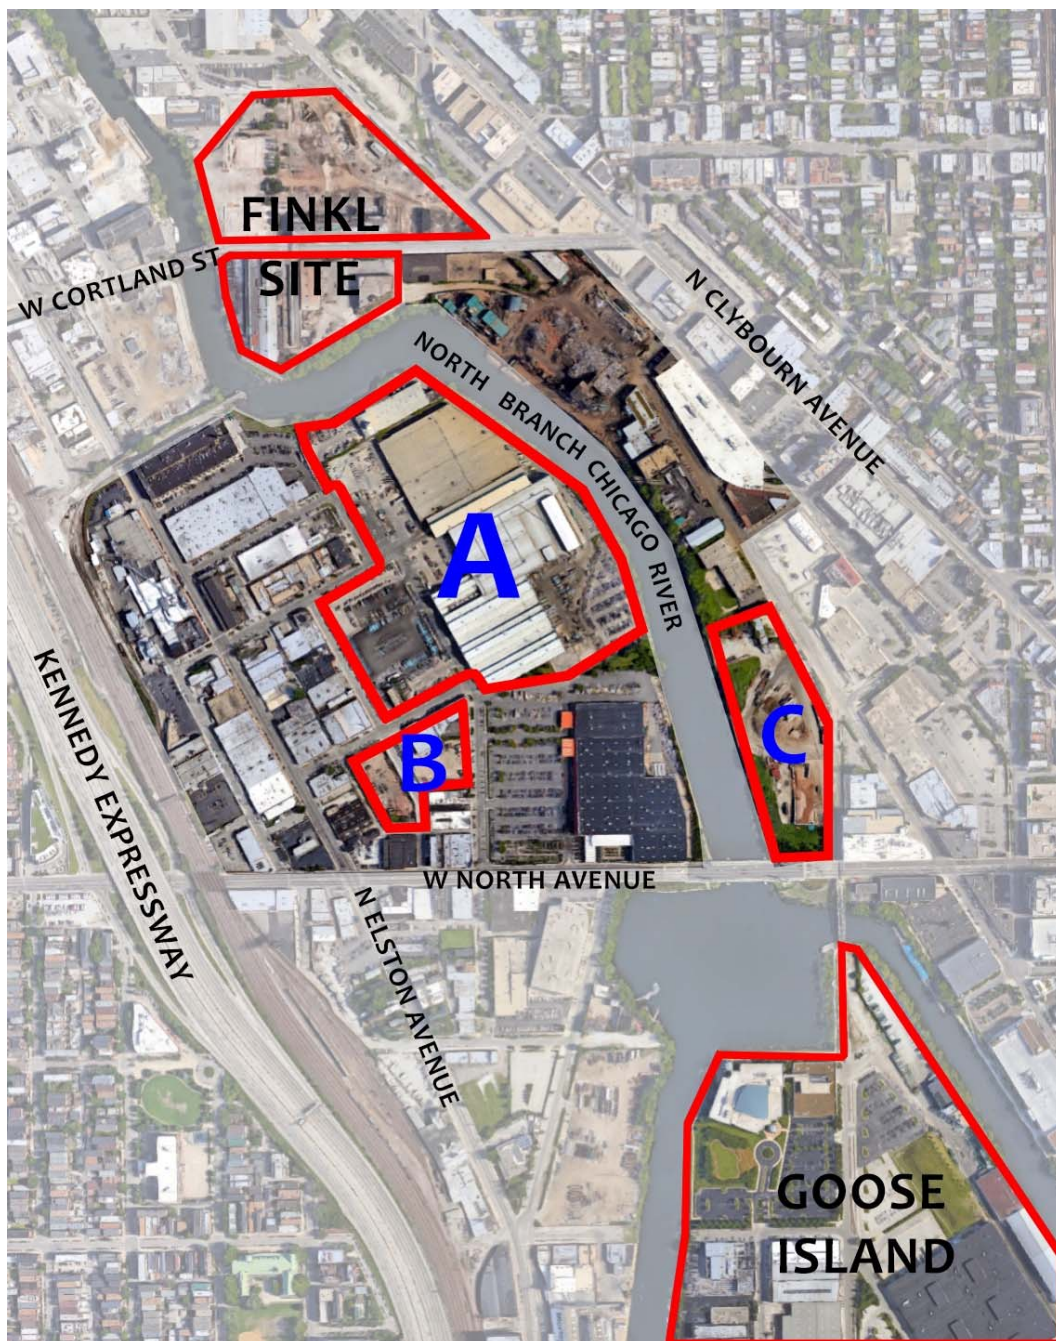 FINKL
SITE
W CORTLAND ST
N CLYBOURN AVENUE
NORTH BRANCH CHICAGO RIVER
A
B
C
KENNEDY EXPRESSWAY
W NORTH AVENUE
N ELSTON AVENUE
GOOSE
ISLAND